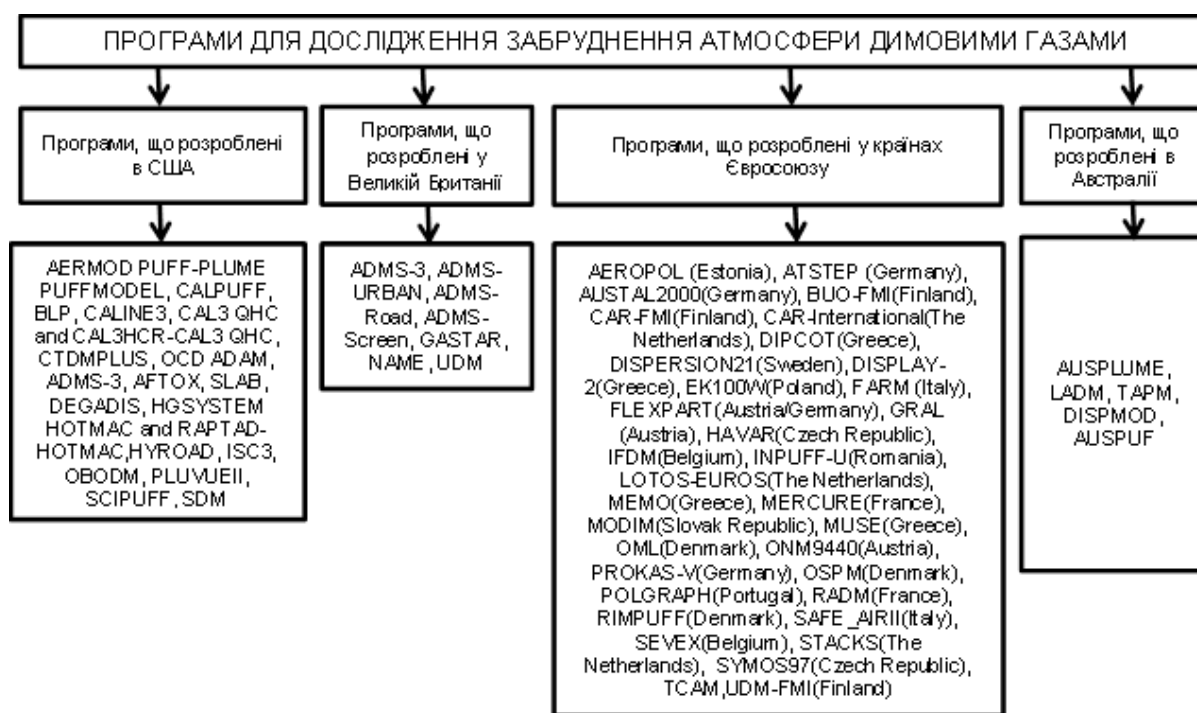 ПРОГРАМИ ДЛЯ ДОСЛІДЖЕННЯ ЗАБРУДНЕННЯ АТМОСФЕРИ ДИМОВИМИ ГАЗАМИ
Програми, що розроблені
в США
Програми, що
розроблені у
Великій Британії
Програми, що розроблені у країнах
Євросоюзу
Програми, що
розроблені в
Австралії
AERMOD PUFF-PLUME
PUFFMODEL, CALPUFF,
BLP, CALINE3, CAL3 QHC
and CAL3HCR-CAL3 QHC,
CTDMPLUS, OCD ADAM,
ADMS-3, AFTOX, SLAB,
DEGADIS, HGSYSTEM
HOTMAC and RAPTAD-
HOTMAC,HYROAD, ISC3,
OBODM, PLUVUEII,
SCIPUFF, SDM
ADMS-3, ADMS-
URBAN, ADMS-
Road, ADMS-
Screen, GASTAR,
NAME, UDM
AEROPOL (Estonia), ATSTEP (Germany),
AUSTAL2000(Germany), BUO-FMI(Finland),
CAR-FMI(Finland), CAR-International(The
Netherlands), DIPCOT(Greece),
DISPERSION21(Sweden), DISPLAY-
2(Greece), EK100W(Poland), FARM (Italy),
FLEXPART(Austria/Germany), GRAL
(Austria), HAVAR(Czech Republic),
IFDM(Belgium), INPUFF-U(Romania),
LOTOS-EUROS(The Netherlands),
MEMO(Greece), MERCURE(France),
MODIM(Slovak Republic), MUSE(Greece),
OML(Denmark), ONM9440(Austria),
PROKAS-V(Germany), OSPM(Denmark),
POLGRAPH(Portugal), RADM(France),
RIMPUFF(Denmark), SAFE_AIRII(Italy),
SEVEX(Belgium), STACKS(The
Netherlands), SYMOS97(Czech Republic),
TCAM,UDM-FMI(Finland)
AUSPLUME,
LADM, TAPM,
DISPMOD,
AUSPUF